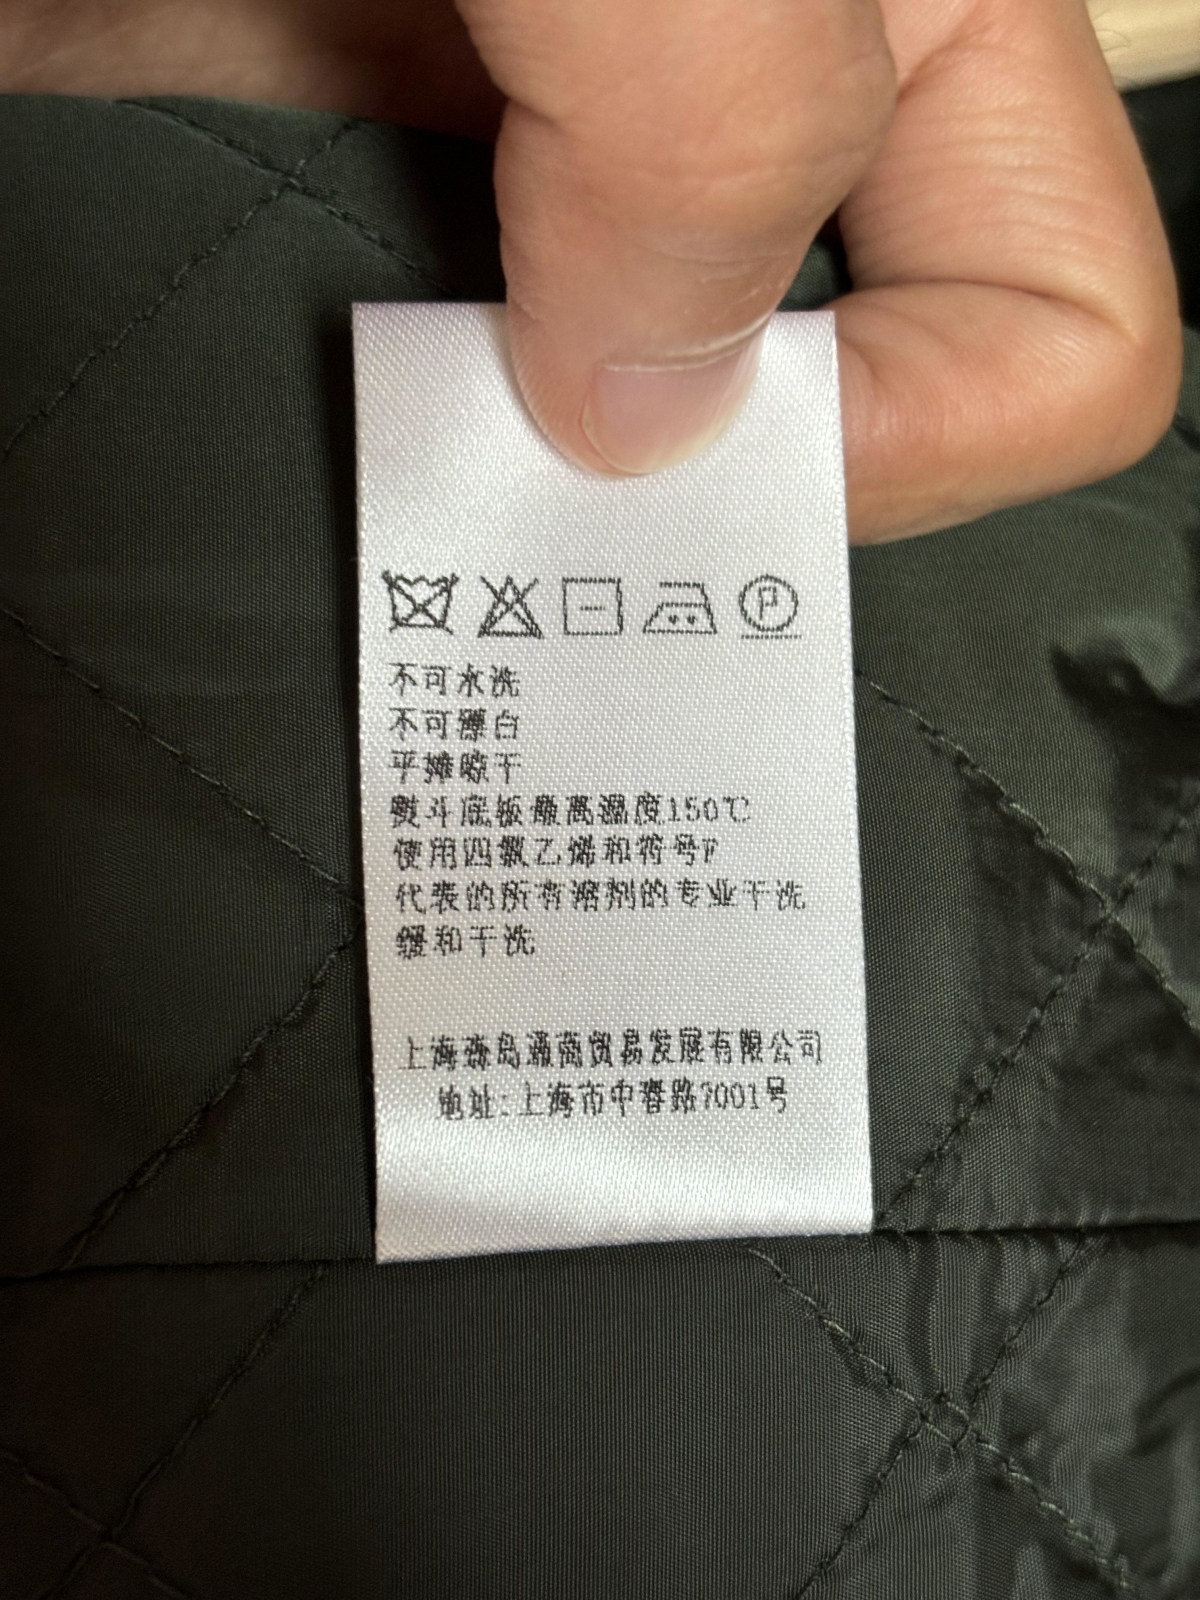 P
不可水洗
不可漂白
平摊晾干
熨斗底板最高温度150℃
使用四氯乙烯和符号F
代表的所有溶剂的专业干洗
缓和干洗
上海森岛通商贸易发展有限公司
地址:上海市中春路7001号